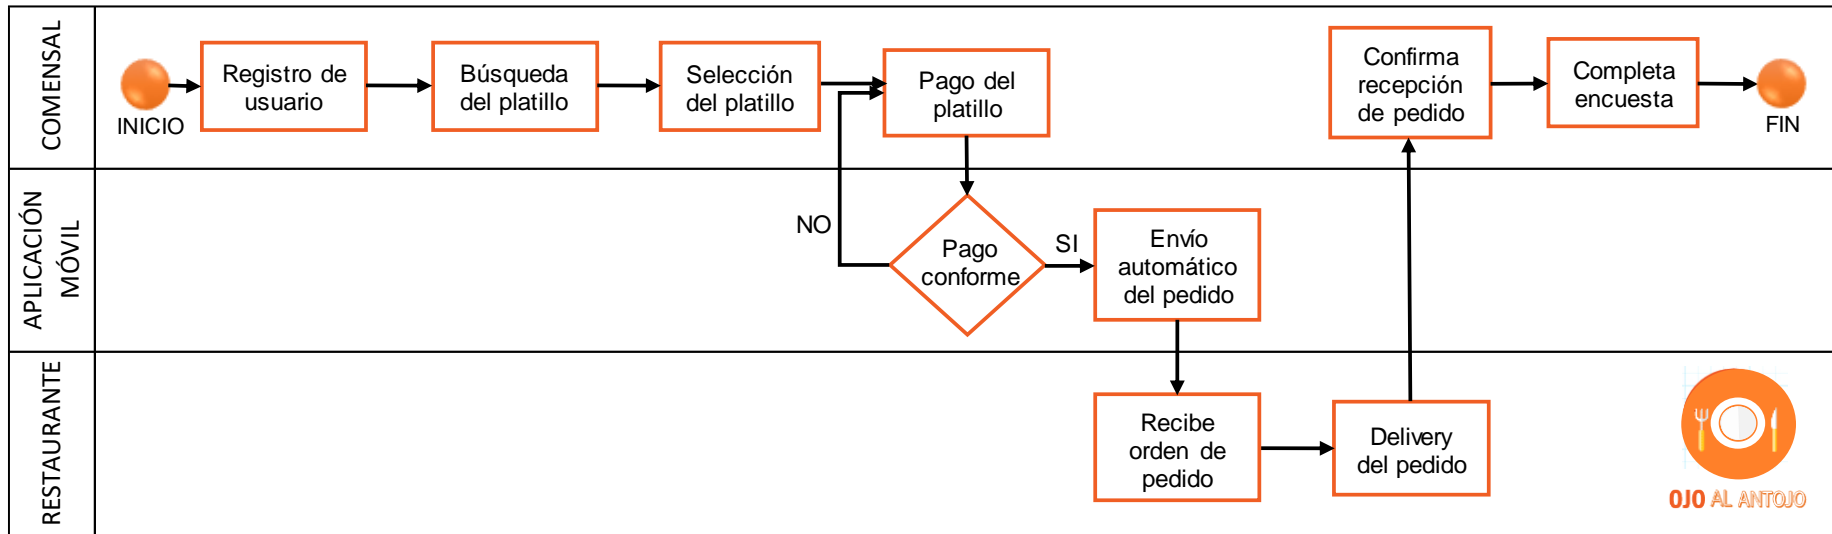 COMENSAL
INICIO
Registro de
usuario
Búsqueda
del platillo
Selección
del platillo
Pago del
platillo
Confirma
recepción
de pedido
Completa
encuesta
FIN
APLICACIÓN
MÓVIL
NO
Pago
conforme
SI
Envío
automático
del pedido
RESTAURANTE
Recibe
orden de
pedido
Delivery
del pedido
OJO AL ANTOJO